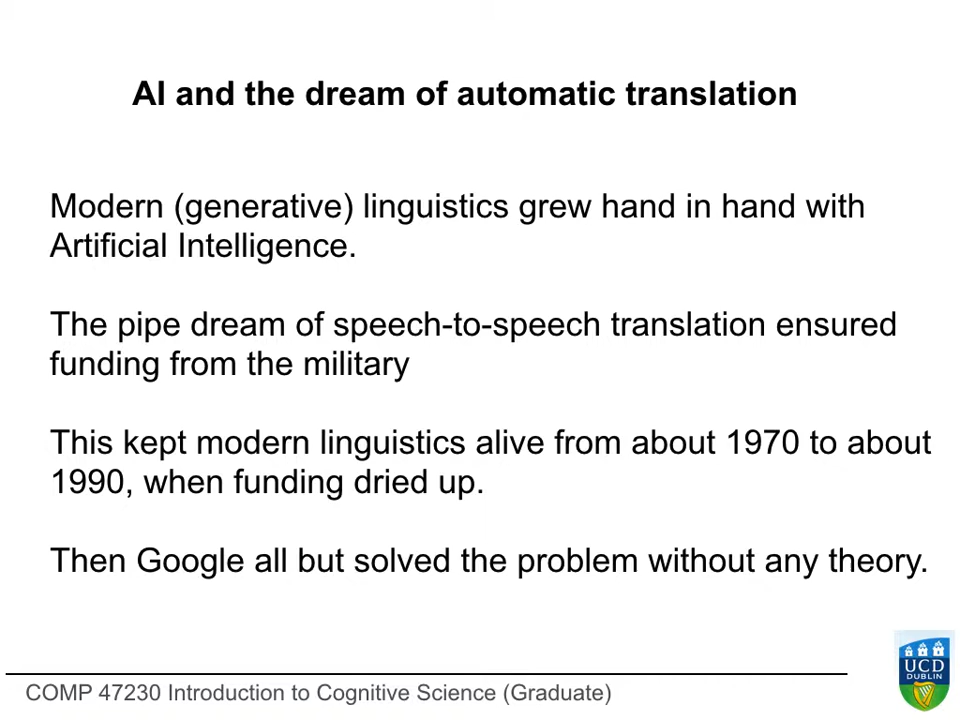 AI and the dream of automatic translation
Modern (generative) linguistics grew hand in hand with
Artificial Intelligence.
The pipe dream of speech-to-speech translation ensured
funding from the military
This kept modern linguistics alive from about 1970 to about
1990, when funding dried up.
Then Google all but solved the problem without any theory.
COMP 47230 Introduction to Cognitive Science (Graduate)
UCD
DUBLIN